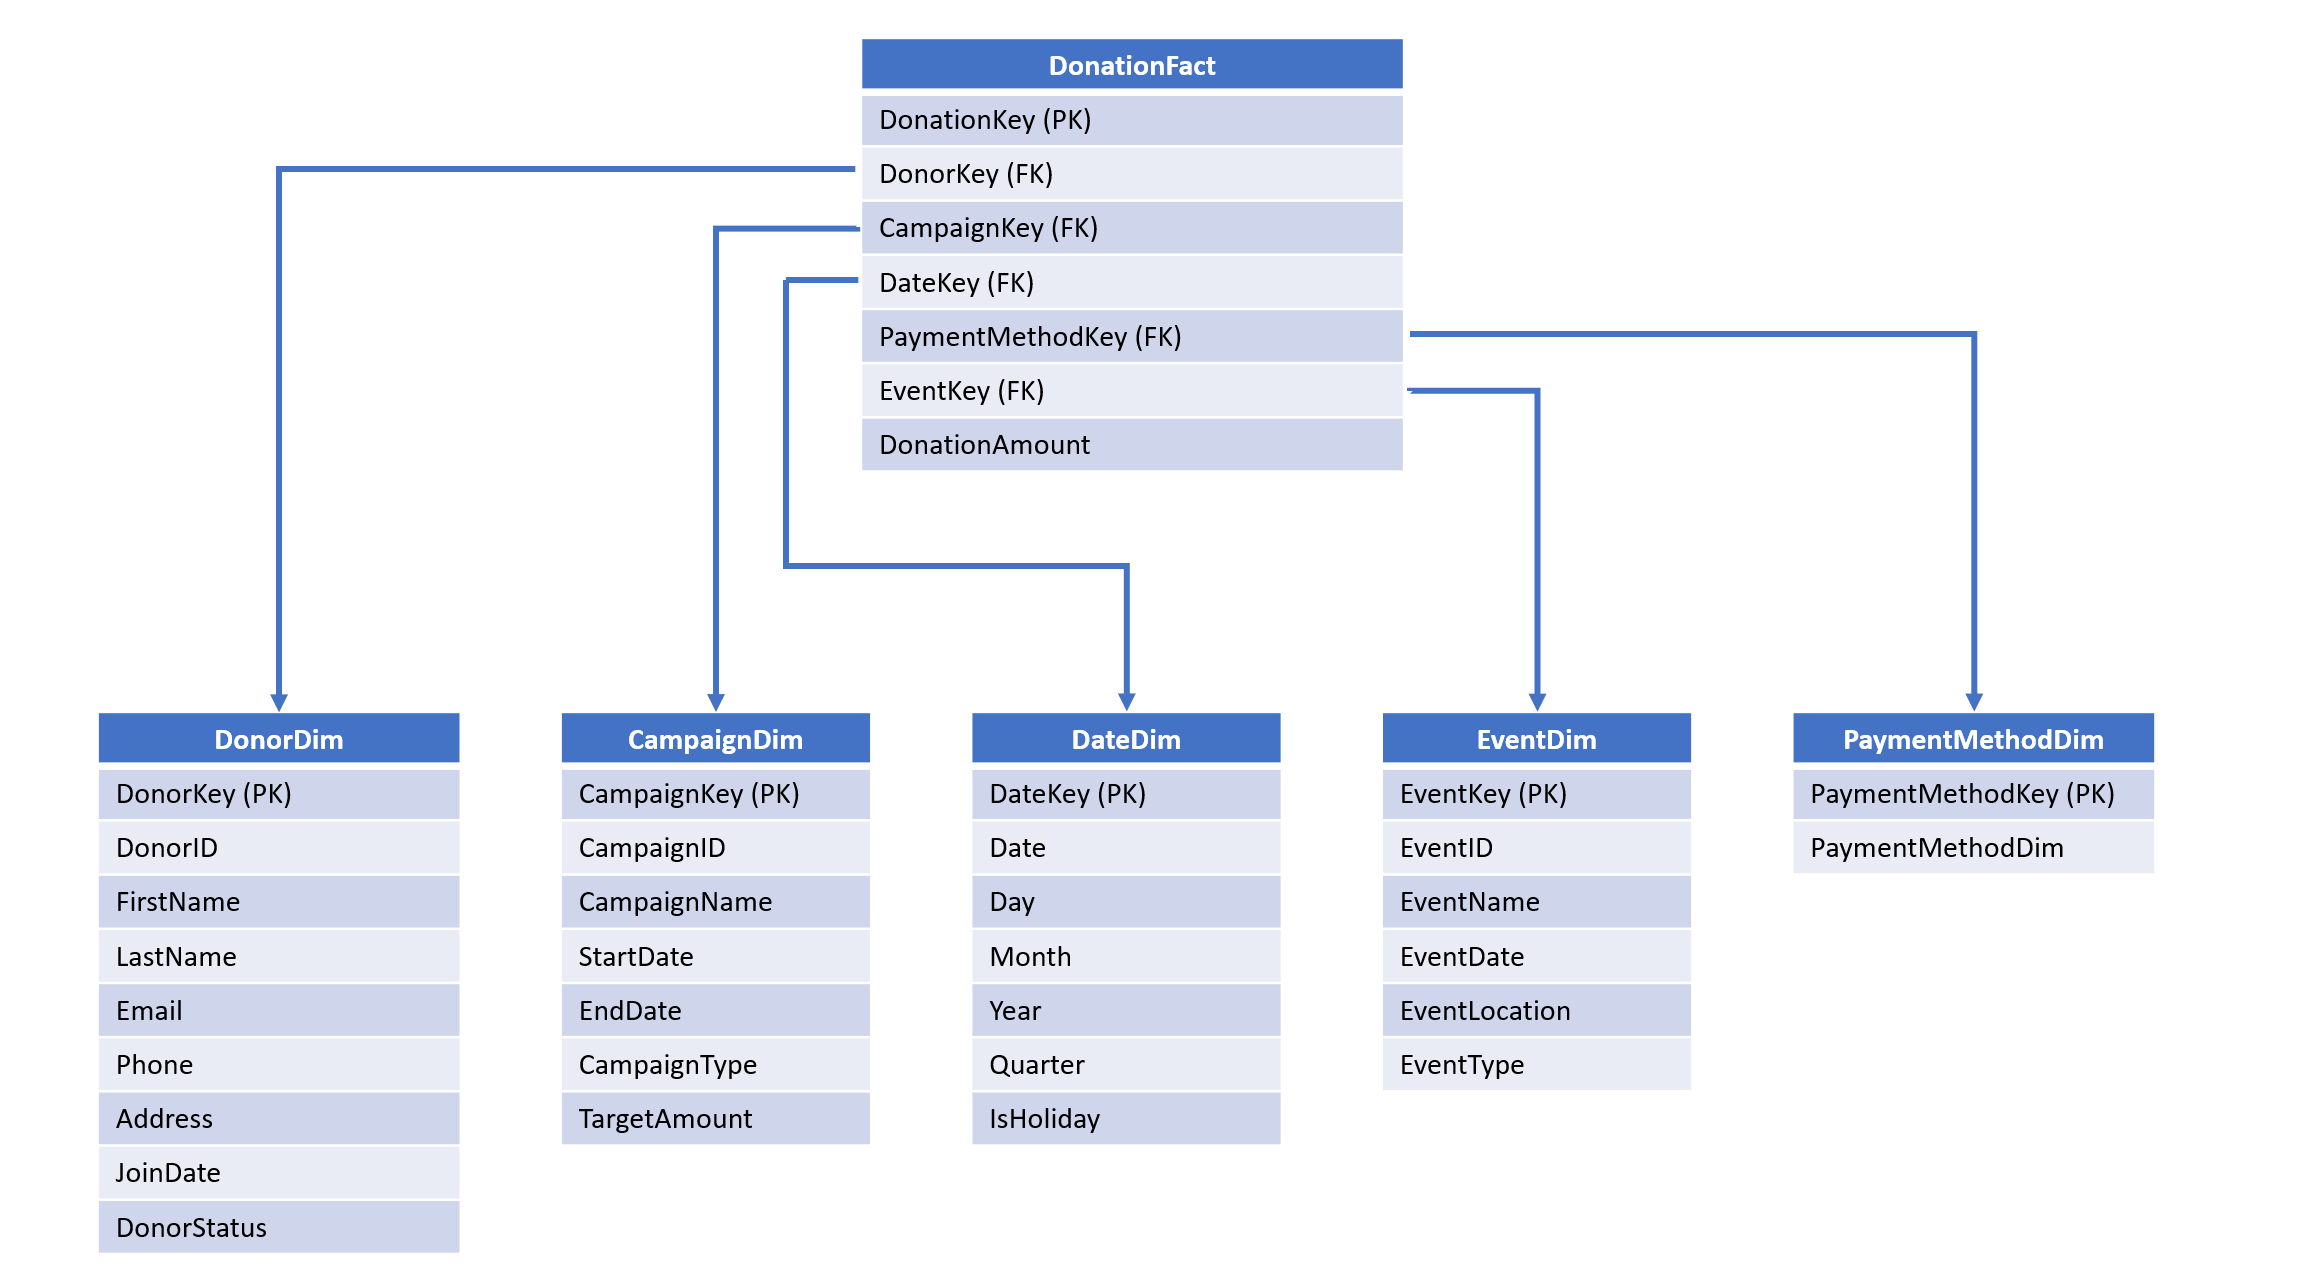 DonationFact
DonationKey (PK)
DonorKey (FK)
CampaignKey (FK)
DateKey (FK)
PaymentMethodKey (FK)
EventKey (FK)
DonationAmount
DonorDim
DonorKey (PK)
DonorID
FirstName
LastName
Email
Phone
Address
JoinDate
DonorStatus
CampaignDim
CampaignKey (PK)
CampaignID
CampaignName
StartDate
EndDate
CampaignType
TargetAmount
DateDim
DateKey (PK)
Date
Day
Month
Year
Quarter
IsHoliday
EventDim
EventKey (PK)
EventID
EventName
EventDate
EventLocation
EventType
PaymentMethodDim
PaymentMethodKey (PK)
PaymentMethodDim